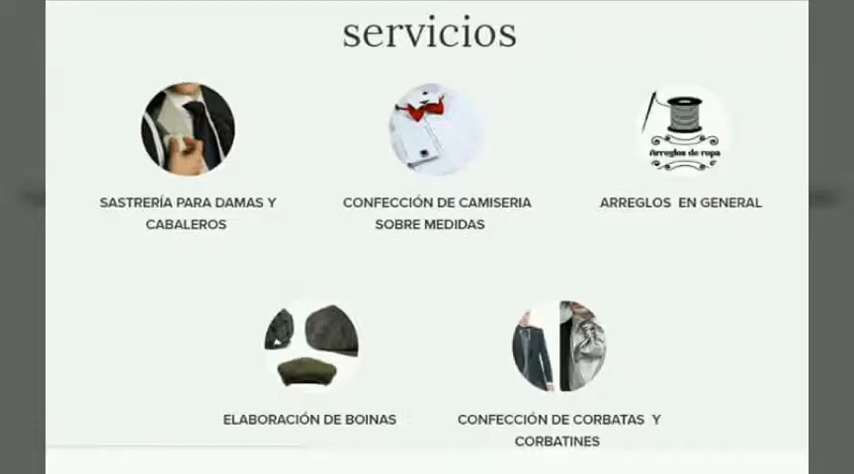 servicios
Arreglos de ropa
SASTRERÍA PARA DAMAS Y
CABALEROS
CONFECCIÓN DE CAMISERIA
SOBRE MEDIDAS
ARREGLOS EN GENERAL
ELABORACIÓN DE BOINAS
CONFECCIÓN DE CORBATAS Y
CORBATINES